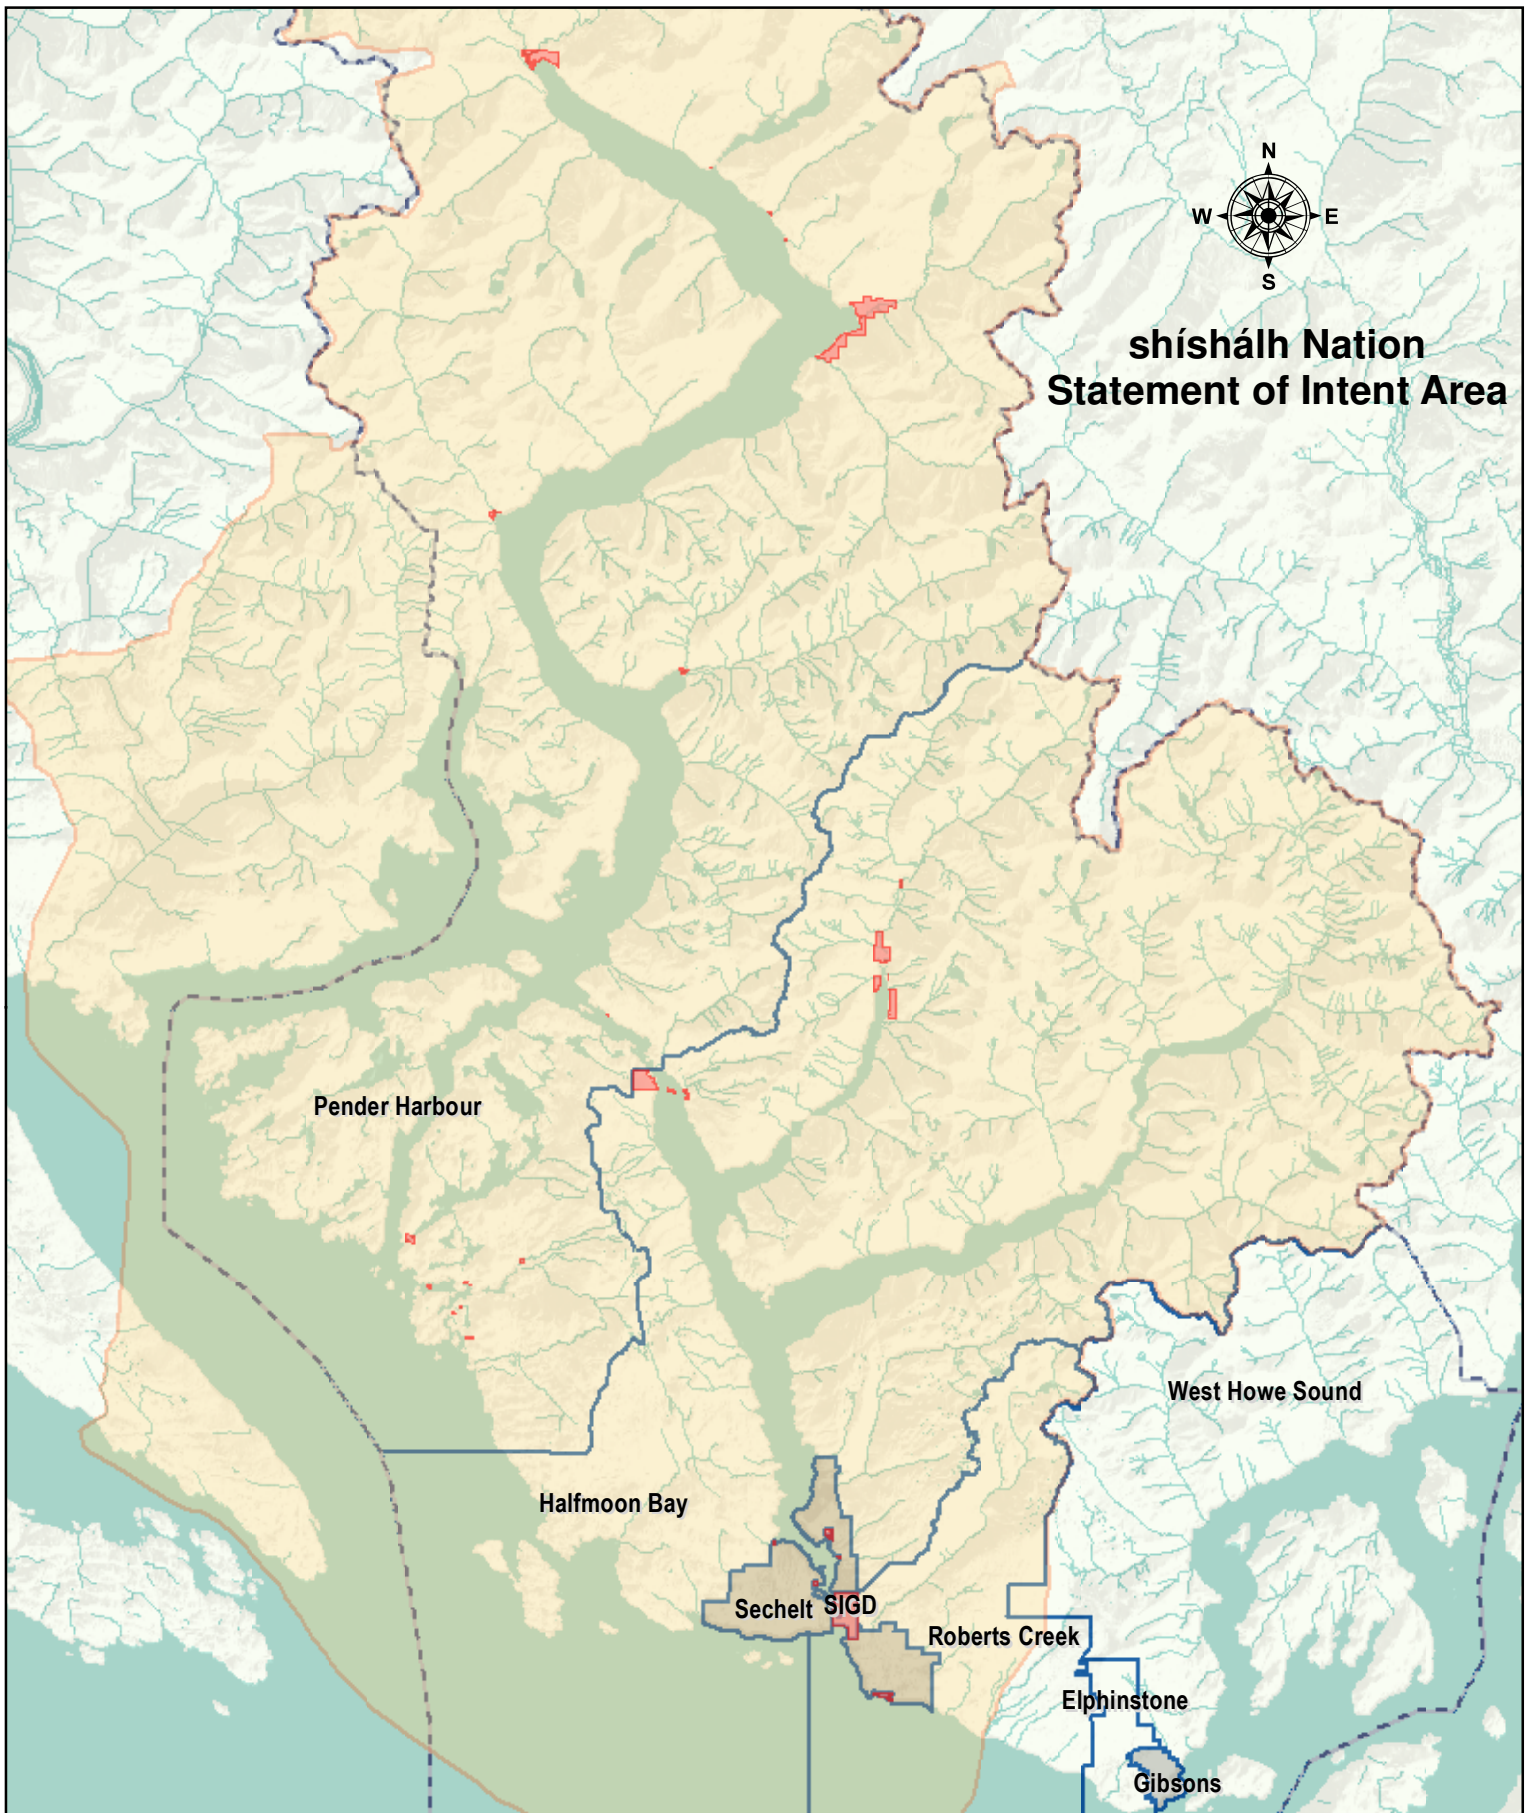 N
W E
S
shíshálh Nation
Statement of Intent Area
Pender Harbour
West Howe Sound
Halfmoon Bay
Sechelt SIGD
Roberts Creek
Elphinstone
Gibsons